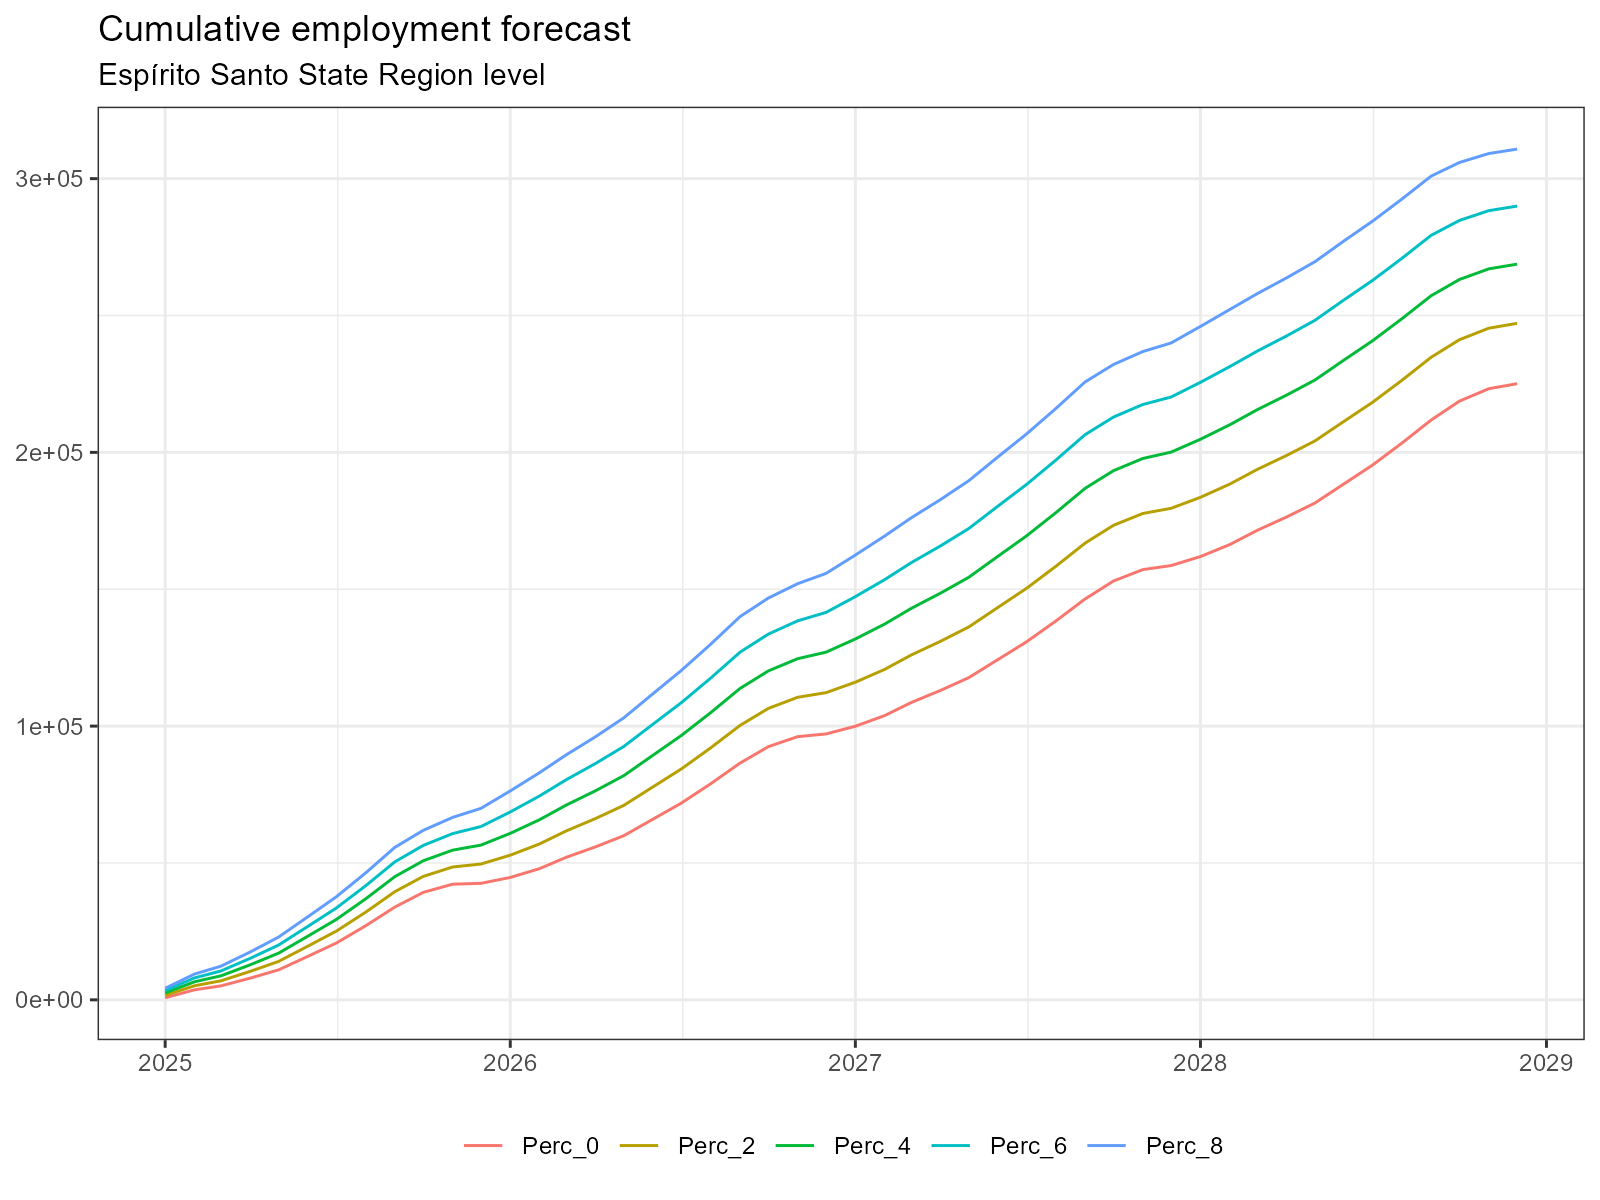 Cumulative employment forecast
Espírito Santo State Region level
3e+05
2e+05
1e+05
0e+00
2025 2026 2027 2028 2029
Perc_0 Perc_2 Perc_4 Perc_6 Perc_8